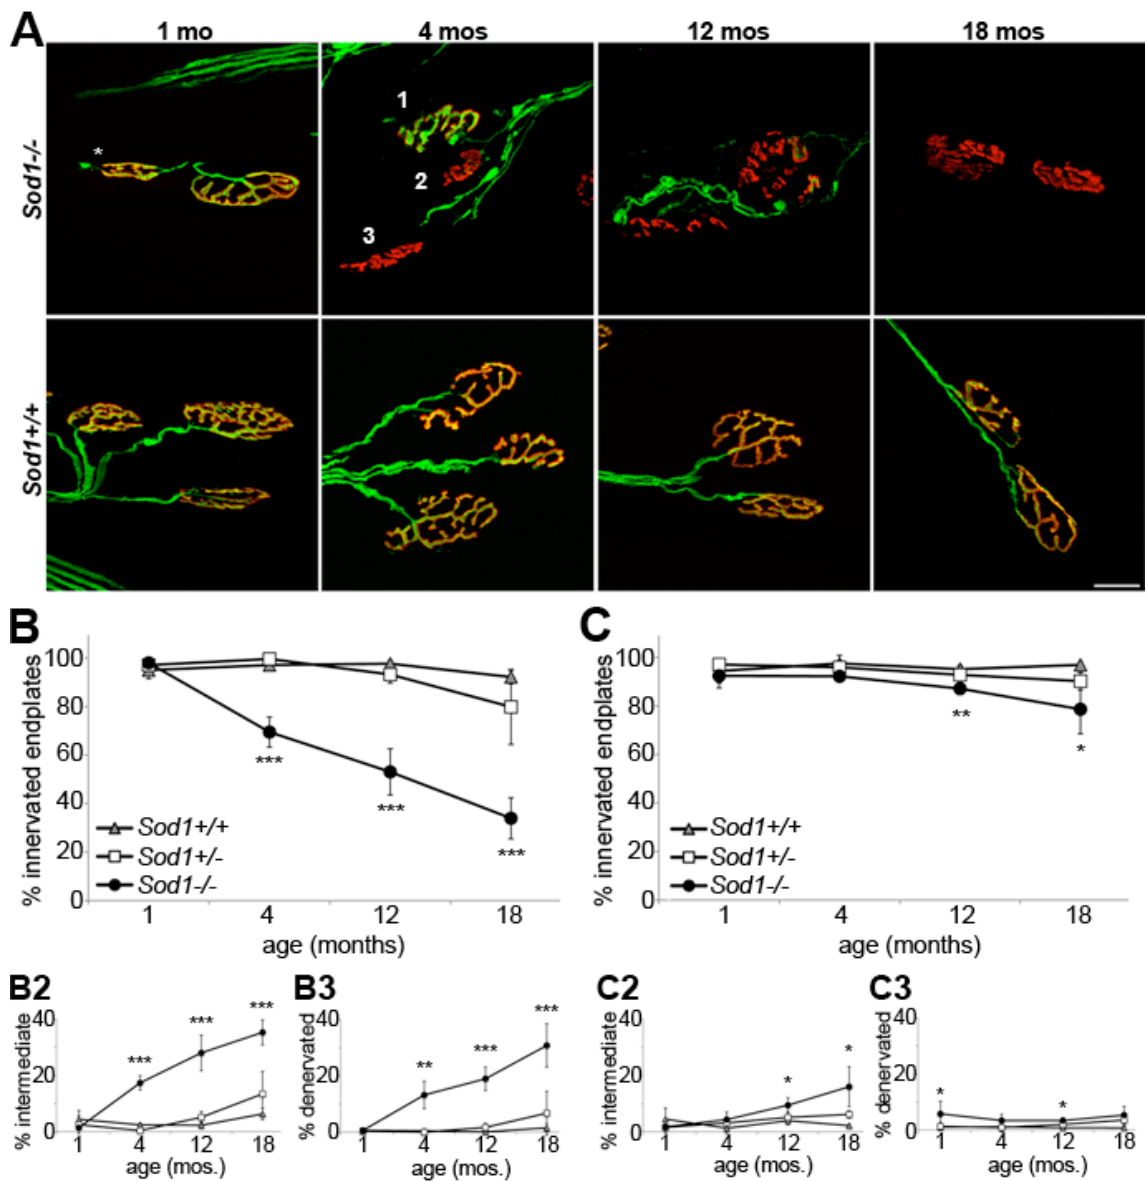 A
1 mo 4 mos 12 mos 18 mos
Sod1-/-
*
1
2
3
Sod1+/+
B
% innervated endplates
100
80
60
40
20
0
***
***
***
Sod1+/+
Sod1+/-
Sod1-/-
1 4 12 18
age (months)
C
% innervated endplates
100
80
60
40
20
0
**
*
Sod1+/+
Sod1+/-
Sod1-/-
1 4 12 18
age (months)
B2
% intermediate
40
20
0
***
***
***
1 4 12 18
age (mos.)
B3
% denervated
40
20
0
**
***
***
1 4 12 18
age (mos.)
C2
% intermediate
40
20
0
*
*
1 4 12 18
age (mos.)
C3
% denervated
40
20
0
*
*
1 4 12 18
age (mos.)